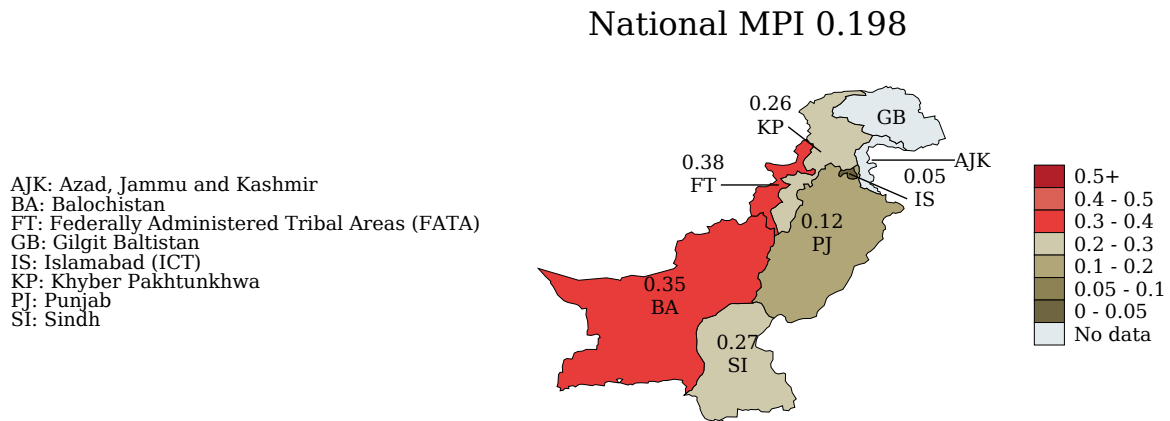 National MPI 0.198
0.26
KP
GB
0.38
FT
AJK
0.05
IS
0.12
PJ
0.35
BA
0.27
SI
AJK: Azad, Jammu and Kashmir
BA: Balochistan
FT: Federally Administered Tribal Areas (FATA)
GB: Gilgit Baltistan
IS: Islamabad (ICT)
KP: Khyber Pakhtunkhwa
PJ: Punjab
SI: Sindh
0.5+
0.4 - 0.5
0.3 - 0.4
0.2 - 0.3
0.1 - 0.2
0.05 - 0.1
0 - 0.05
No data